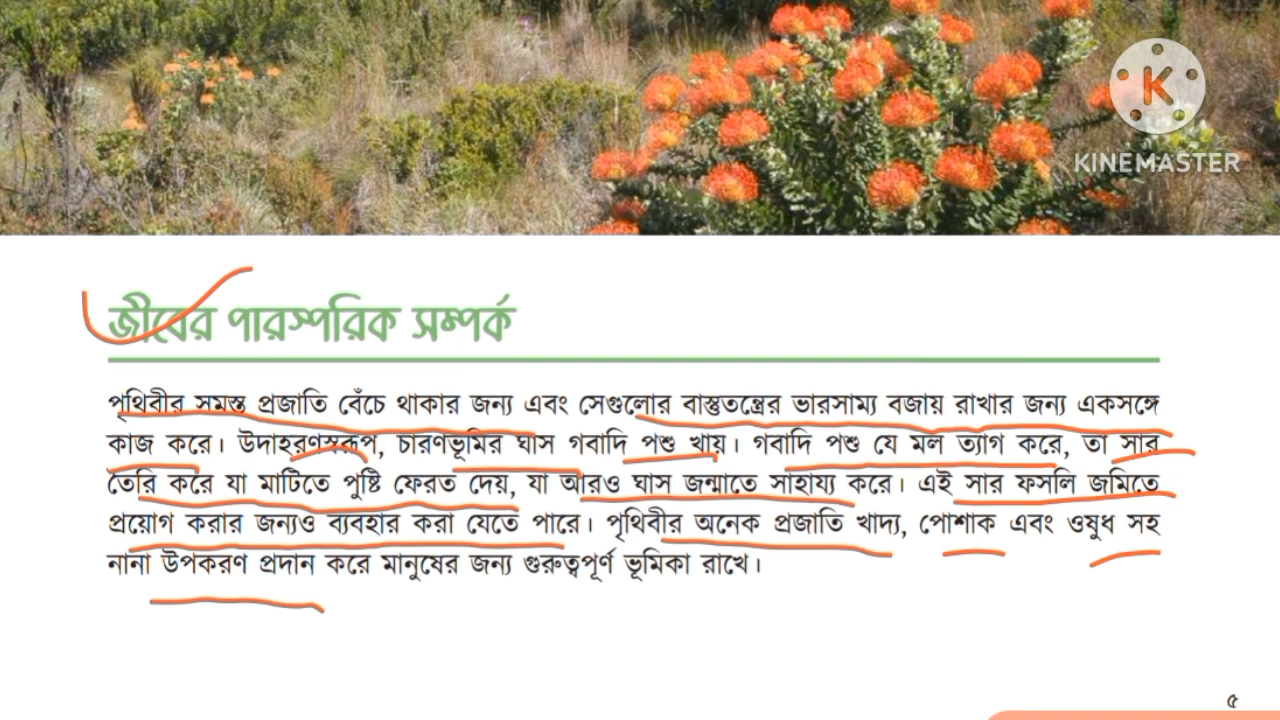 K
KINEMASTER
জীবের পারস্পরিক সম্পর্ক
পৃথিবীর সমস্ত প্রজাতি বেঁচে থাকার জন্য এবং সেগুলোর বাস্তুতন্ত্রের ভারসাম্য বজায় রাখার জন্য একসঙ্গে
কাজ করে। উদাহরণস্বরূপ, চারণভূমির ঘাস গবাদি পশু খায়। গবাদি পশু যে মল ত্যাগ করে, তা সার
তৈরি করে যা মাটিতে পুষ্টি ফেরত দেয়, যা আরও ঘাস জন্মাতে সাহায্য করে। এই সার ফসলি জমিতে
প্রয়োগ করার জন্যও ব্যবহার করা যেতে পারে। পৃথিবীর অনেক প্রজাতি খাদ্য, পোশাক এবং ওষুধ সহ
নানা উপকরণ প্রদান করে মানুষের জন্য গুরুত্বপূর্ণ ভূমিকা রাখে।
৫